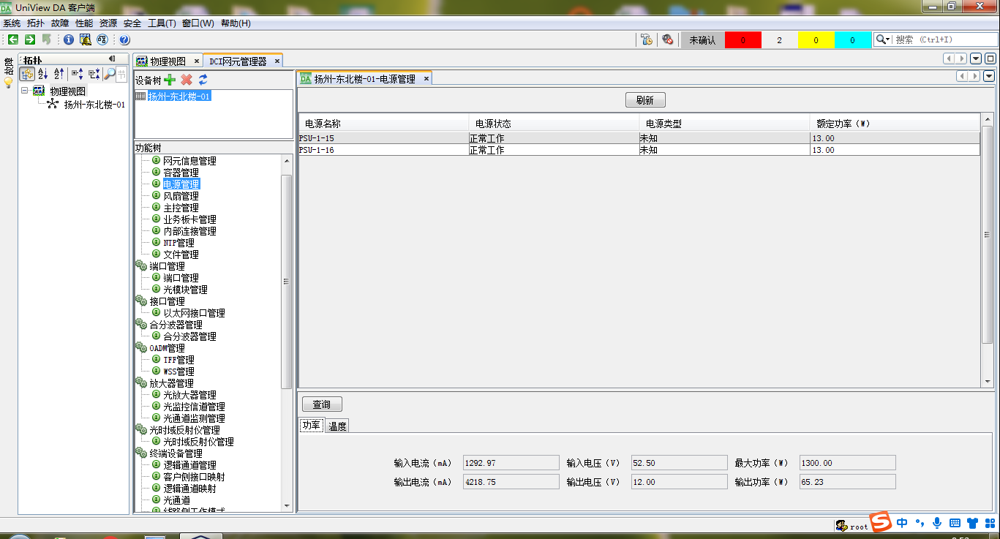 UniView DA 客户端
系统 拓扑 故障 性能 资源 安全 工具(T) 窗口(W) 帮助(H)
未确认 0 2 0 0 搜索 (Ctrl+I)
拓扑
物理视图
扬州-东北楼-01
物理视图 × DCI网元管理器 ×
设备树
扬州-东北楼-01
功能树
网元信息管理
容器管理
电源管理
风扇管理
主控管理
业务板卡管理
内部连接管理
NTP管理
文件管理
端口管理
端口管理
光模块管理
接口管理
以太网接口管理
合分波器管理
合分波器管理
OADM管理
TFF管理
WSS管理
放大器管理
光放大器管理
光监控信道管理
光通道监测管理
光时域反射仪管理
光时域反射仪管理
终端设备管理
逻辑通道管理
客户侧接口映射
逻辑通道映射
光通道
线路侧工作模式
DA 扬州-东北楼-01-电源管理 ×
刷新
电源名称 电源状态 电源类型 额定功率（W）
PSU-1-15 正常工作 未知 13.00
PSU-1-16 正常工作 未知 13.00
查询
功率 温度
输入电流（mA） 1292.97 输入电压（V） 52.50 最大功率（W） 1300.00
输出电流（mA） 4218.75 输出电压（V） 12.00 输出功率（W） 65.23
root 中